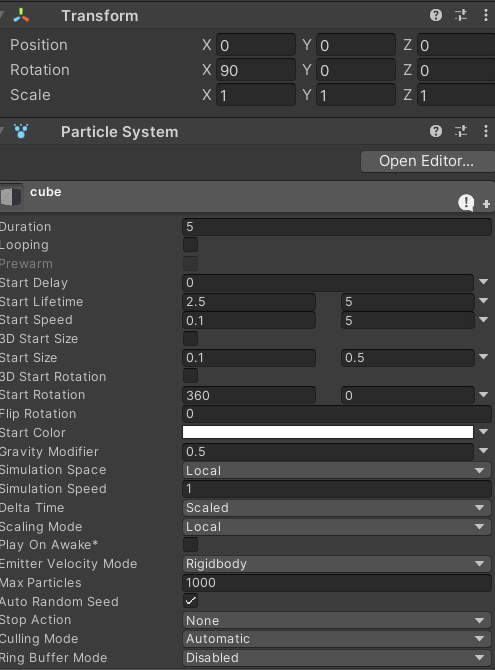 Transform
Position X 0 Y 0 Z 0
Rotation X 90 Y 0 Z 0
Scale X 1 Y 1 Z 1
Particle System
Open Editor...
cube
Duration 5
Looping
Prewarm
Start Delay 0
Start Lifetime 2.5 5
Start Speed 0.1 5
3D Start Size
Start Size 0.1 0.5
3D Start Rotation
Start Rotation 360 0
Flip Rotation 0
Start Color
Gravity Modifier 0.5
Simulation Space Local
Simulation Speed 1
Delta Time Scaled
Scaling Mode Local
Play On Awake*
Emitter Velocity Mode Rigidbody
Max Particles 1000
Auto Random Seed
Stop Action None
Culling Mode Automatic
Ring Buffer Mode Disabled